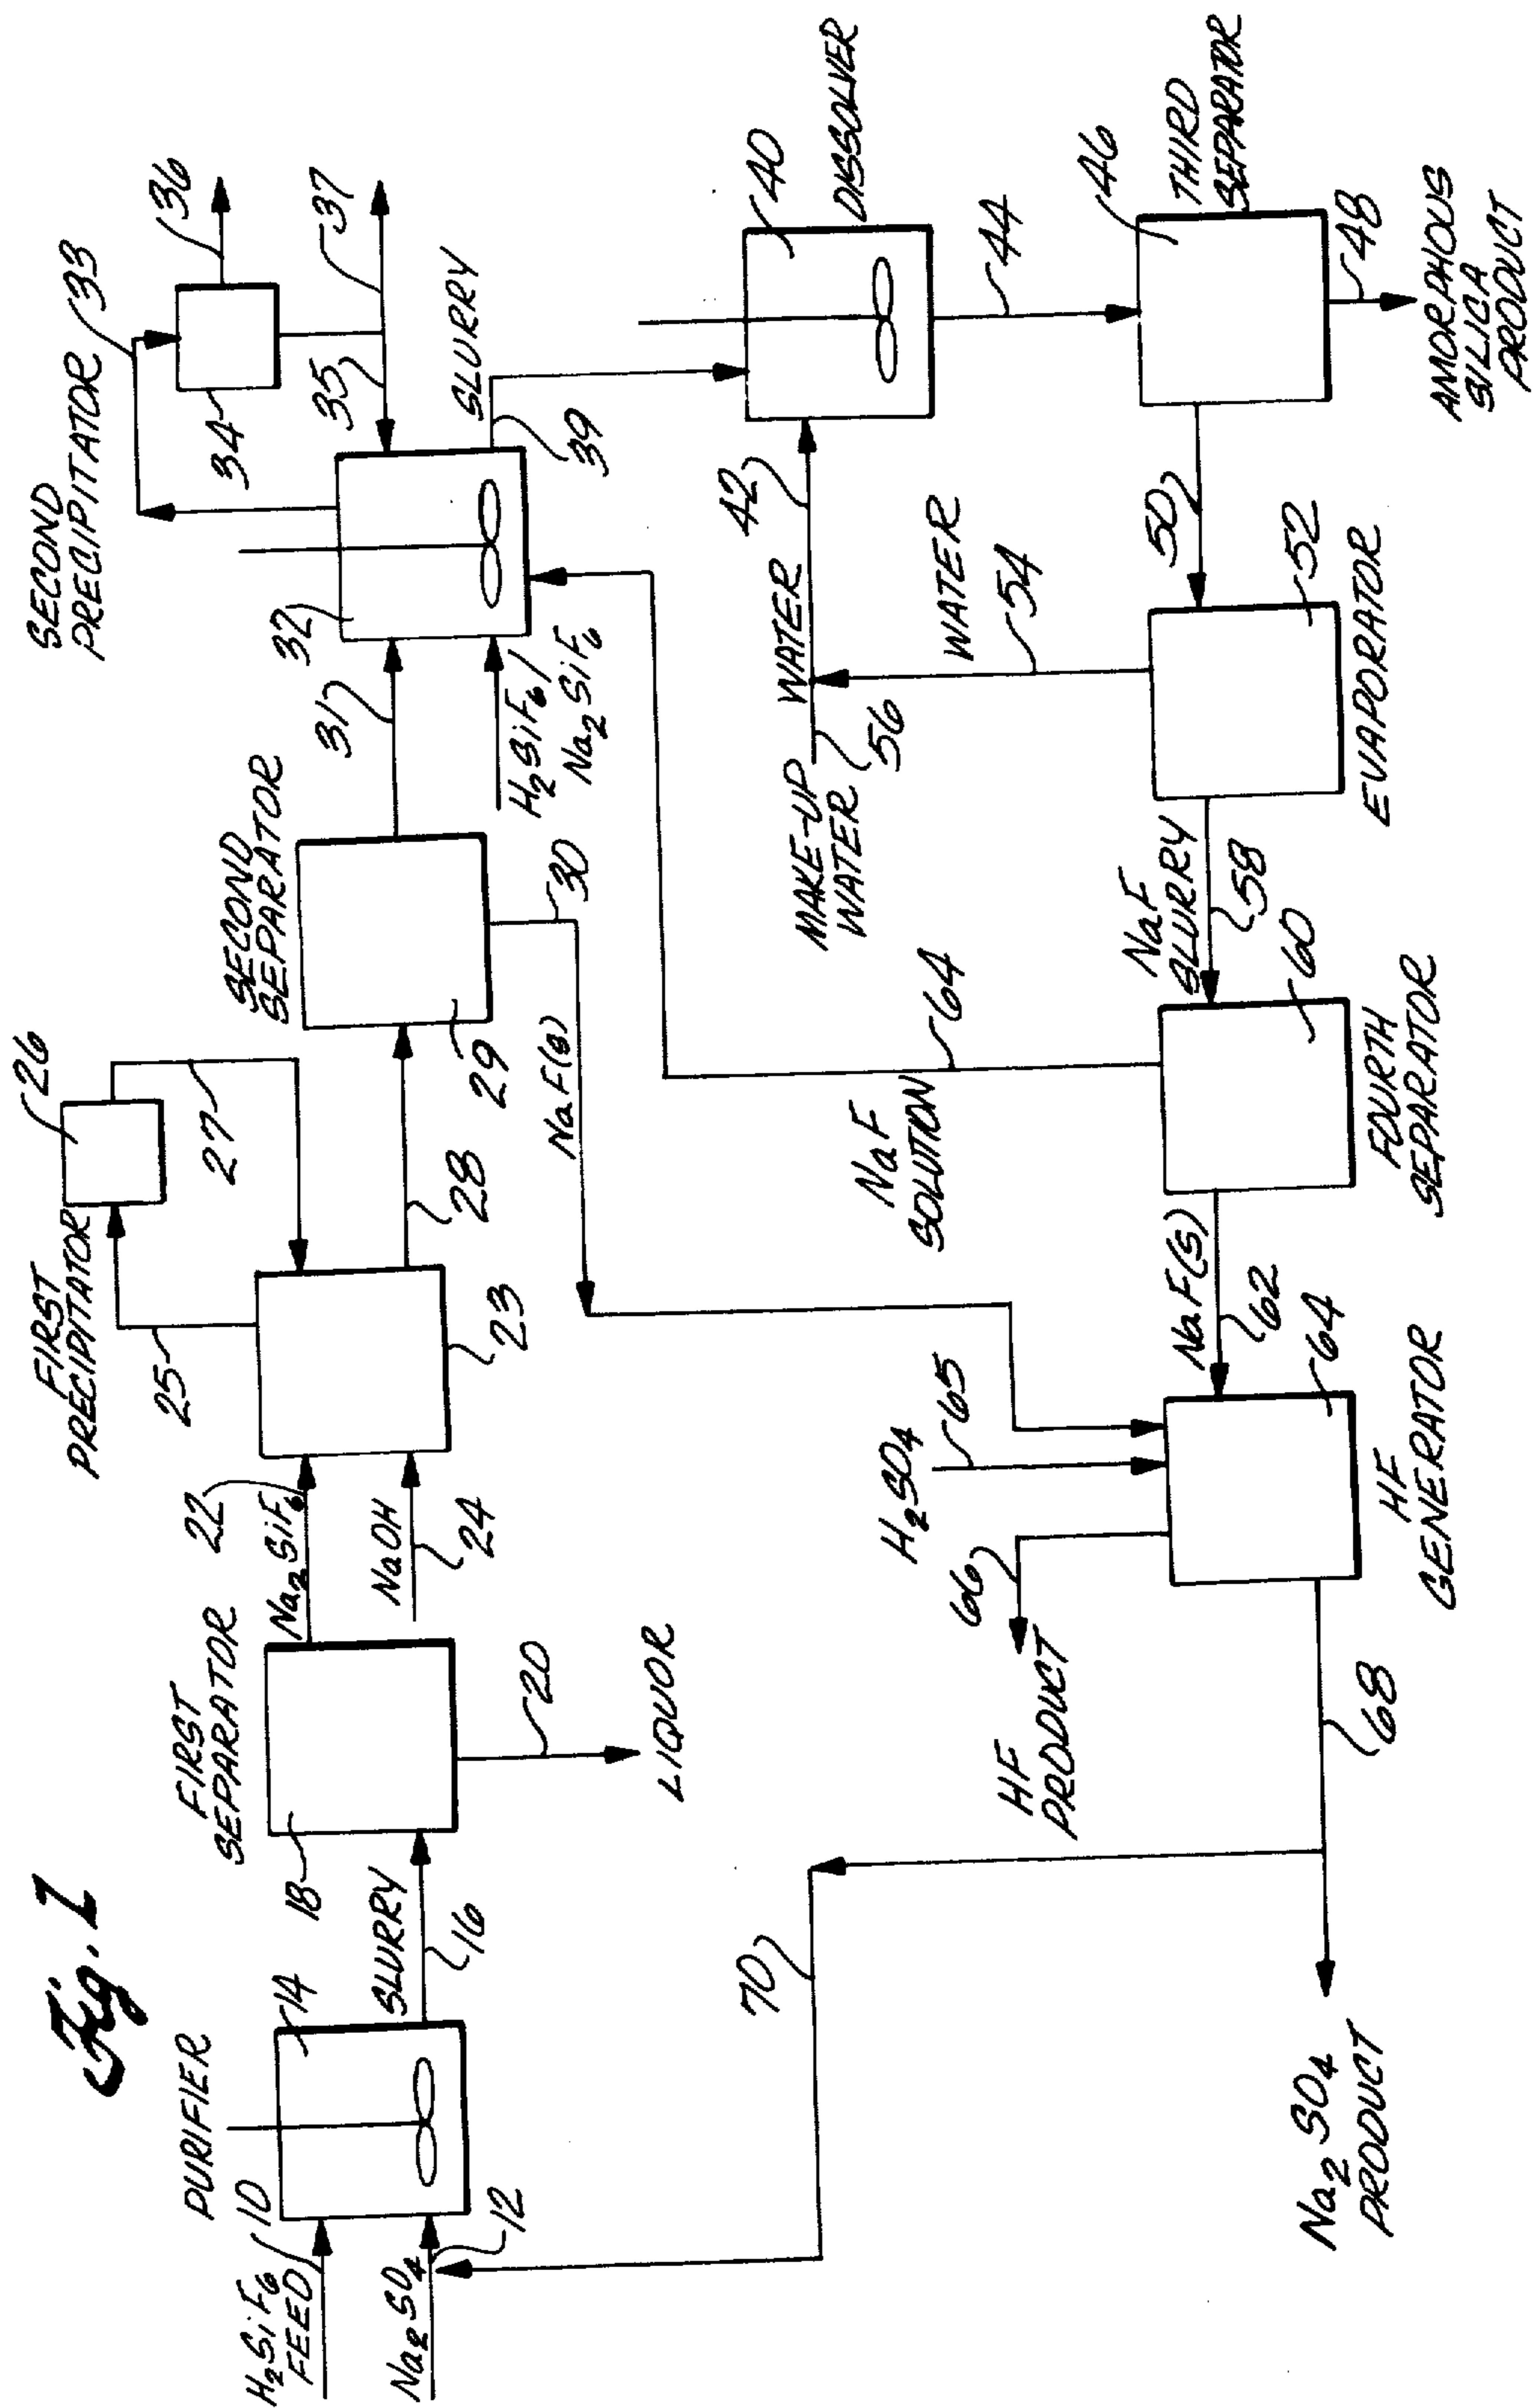 Fig. 1
PURIFIER
H2SiF6
FEED
10
Na2SO4
12
14
SLURRY
16
FIRST
SEPARATOR
18
20
LIQUOR
22
Na2SiF6
NaOH
24
FIRST
PRECIPITATOR
23
25
26
27
28
SECOND
SEPARATOR
29
30
NaF(s)
31
H2SiF6/
Na2SiF6
SECOND
PRECIPITATOR
32
33
34
35
36
37
SLURRY
39
40
DISSOLVER
WATER
42
44
THIRD
SEPARATOR
46
48
AMORPHOUS
SILICA
PRODUCT
50
52
EVAPORATOR
WATER
54
MAKE-UP
WATER
56
NaF
SLURRY
58
60
FOURTH
SEPARATOR
NaF
SOLUTION
64
NaF(s)
62
64
HF
GENERATOR
H2SO4
65
66
HF
PRODUCT
68
70
Na2SO4
PRODUCT